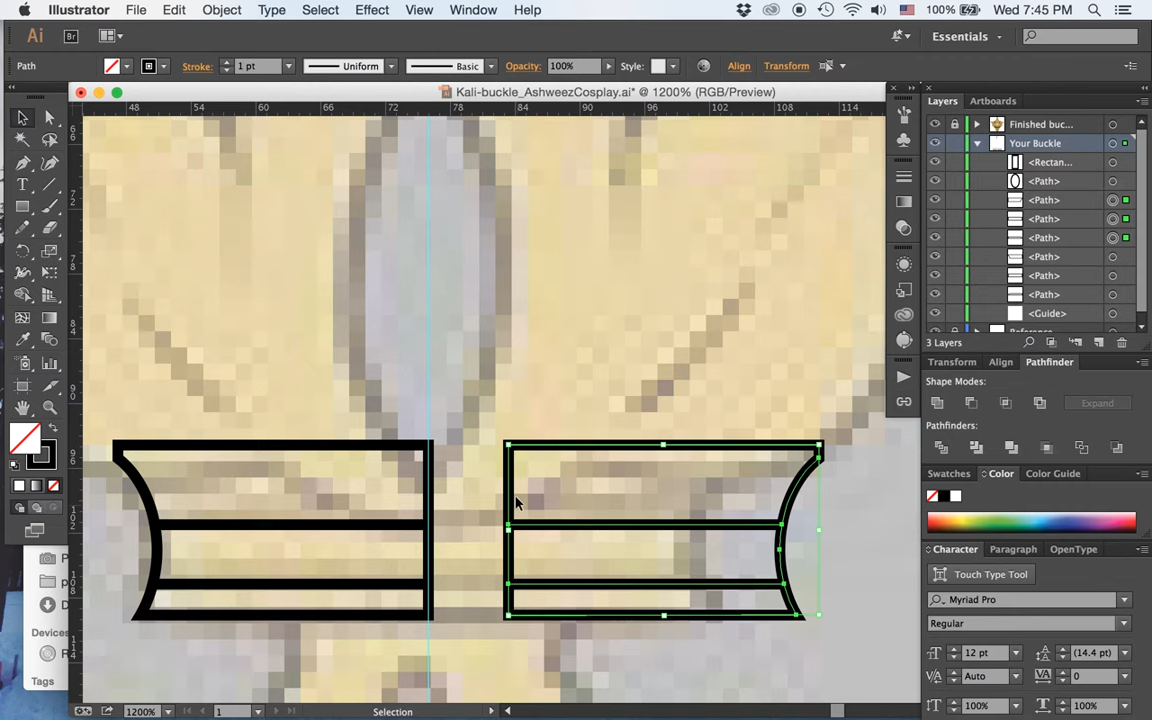 Illustrator File Edit Object Type Select Effect View Window Help 100% Wed 7:45 PM
Ai Br Essentials
Path Stroke: 1 pt Uniform Basic Opacity: 100% Style: Align Transform
Kali-buckle_AshweezCosplay.ai* @ 1200% (RGB/Preview)
48 54 60 66 72 78 84 90 96 102 108 114
Layers Artboards
Finished buc...
Your Buckle
<Rectan...
<Path>
<Path>
<Path>
<Path>
<Path>
<Path>
<Path>
<Guide>
3 Layers
Transform Align Pathfinder
Shape Modes:
Expand
Pathfinders:
Swatches Color Color Guide
Character Paragraph OpenType
Touch Type Tool
Myriad Pro
Regular
12 pt (14.4 pt)
Auto 0
100% 100%
Devices
Tags
1200% 1 Selection